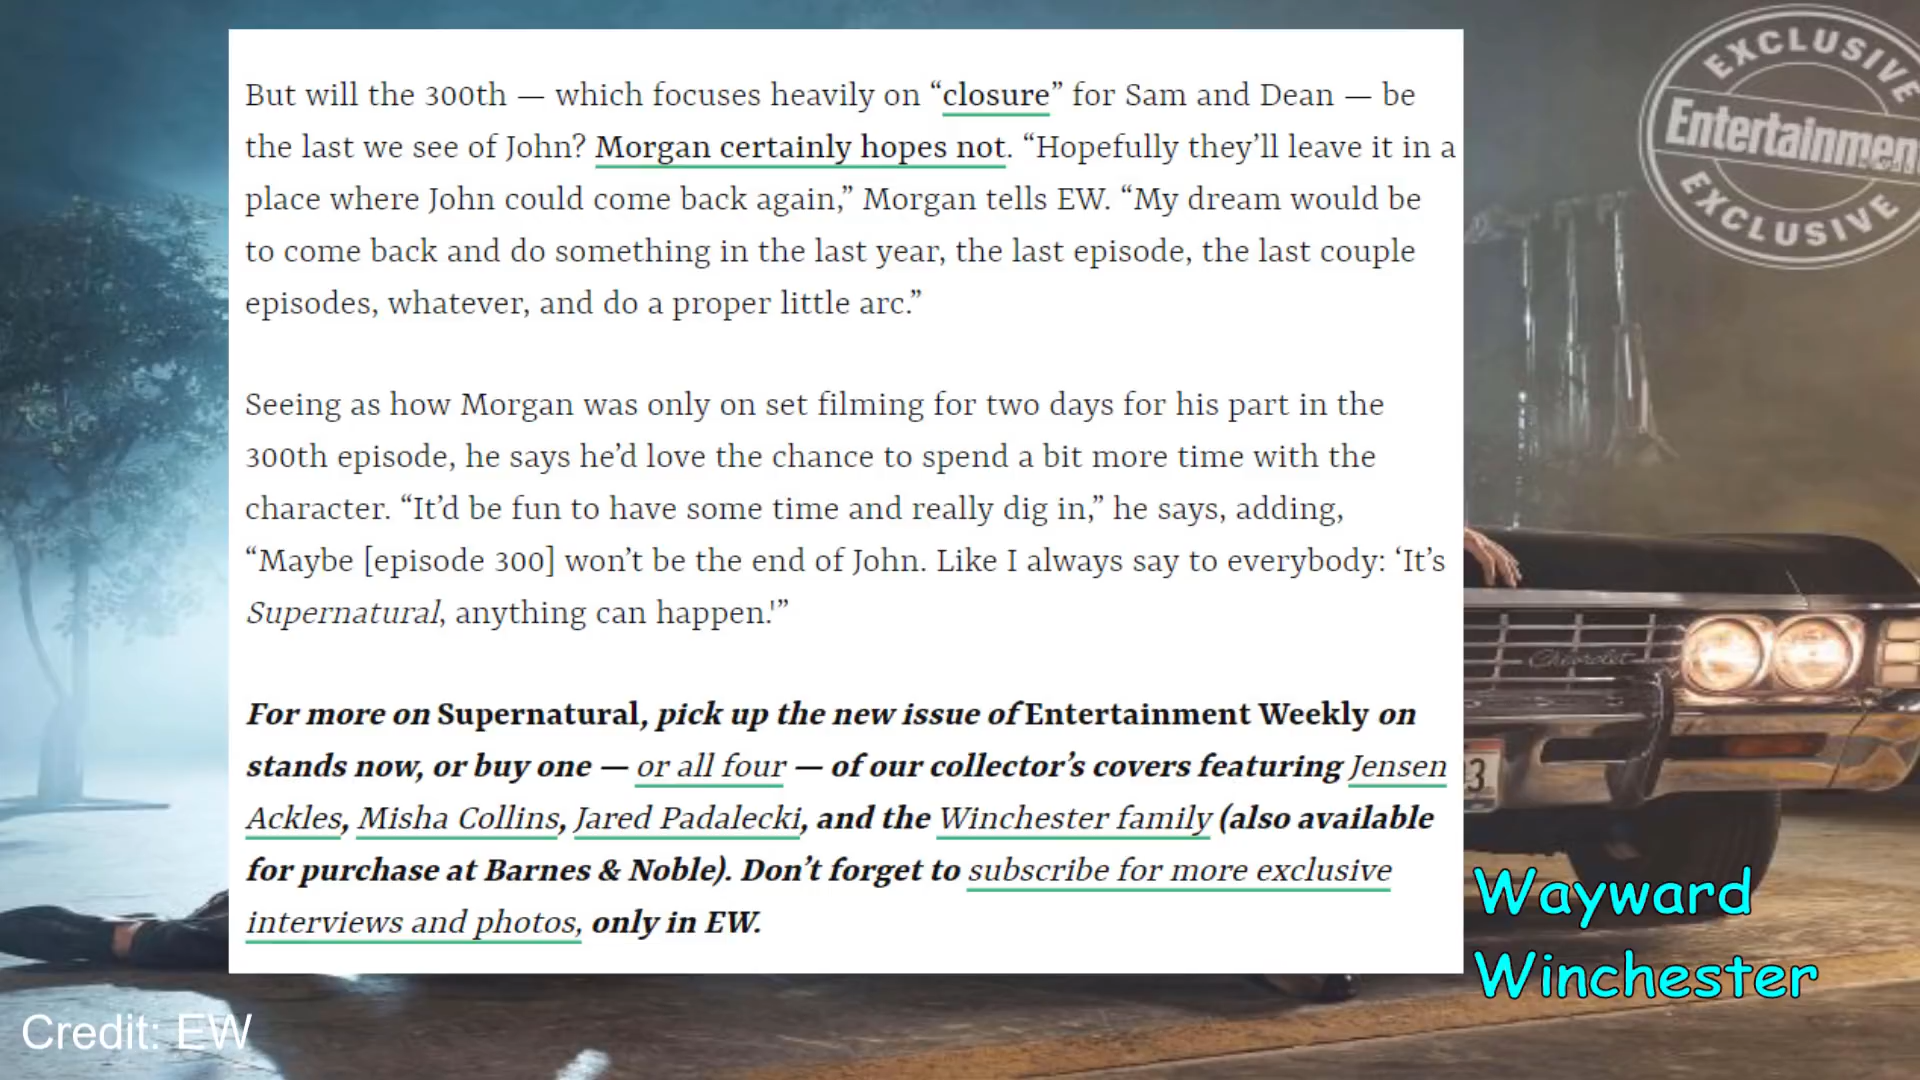 But will the 300th — which focuses heavily on “closure” for Sam and Dean — be
the last we see of John? Morgan certainly hopes not. “Hopefully they’ll leave it in a
place where John could come back again,” Morgan tells EW. “My dream would be
to come back and do something in the last year, the last episode, the last couple
episodes, whatever, and do a proper little arc.”
Seeing as how Morgan was only on set filming for two days for his part in the
300th episode, he says he’d love the chance to spend a bit more time with the
character. “It’d be fun to have some time and really dig in,” he says, adding,
“Maybe [episode 300] won’t be the end of John. Like I always say to everybody: ‘It’s
Supernatural, anything can happen.'”
For more on Supernatural, pick up the new issue of Entertainment Weekly on
stands now, or buy one — or all four — of our collector’s covers featuring Jensen
Ackles, Misha Collins, Jared Padalecki, and the Winchester family (also available
for purchase at Barnes & Noble). Don’t forget to subscribe for more exclusive
interviews and photos, only in EW.
EXCLUSIVE
Entertainmen
EXCLUSIVE
Chevrolet
3
Wayward
Winchester
Credit: EW